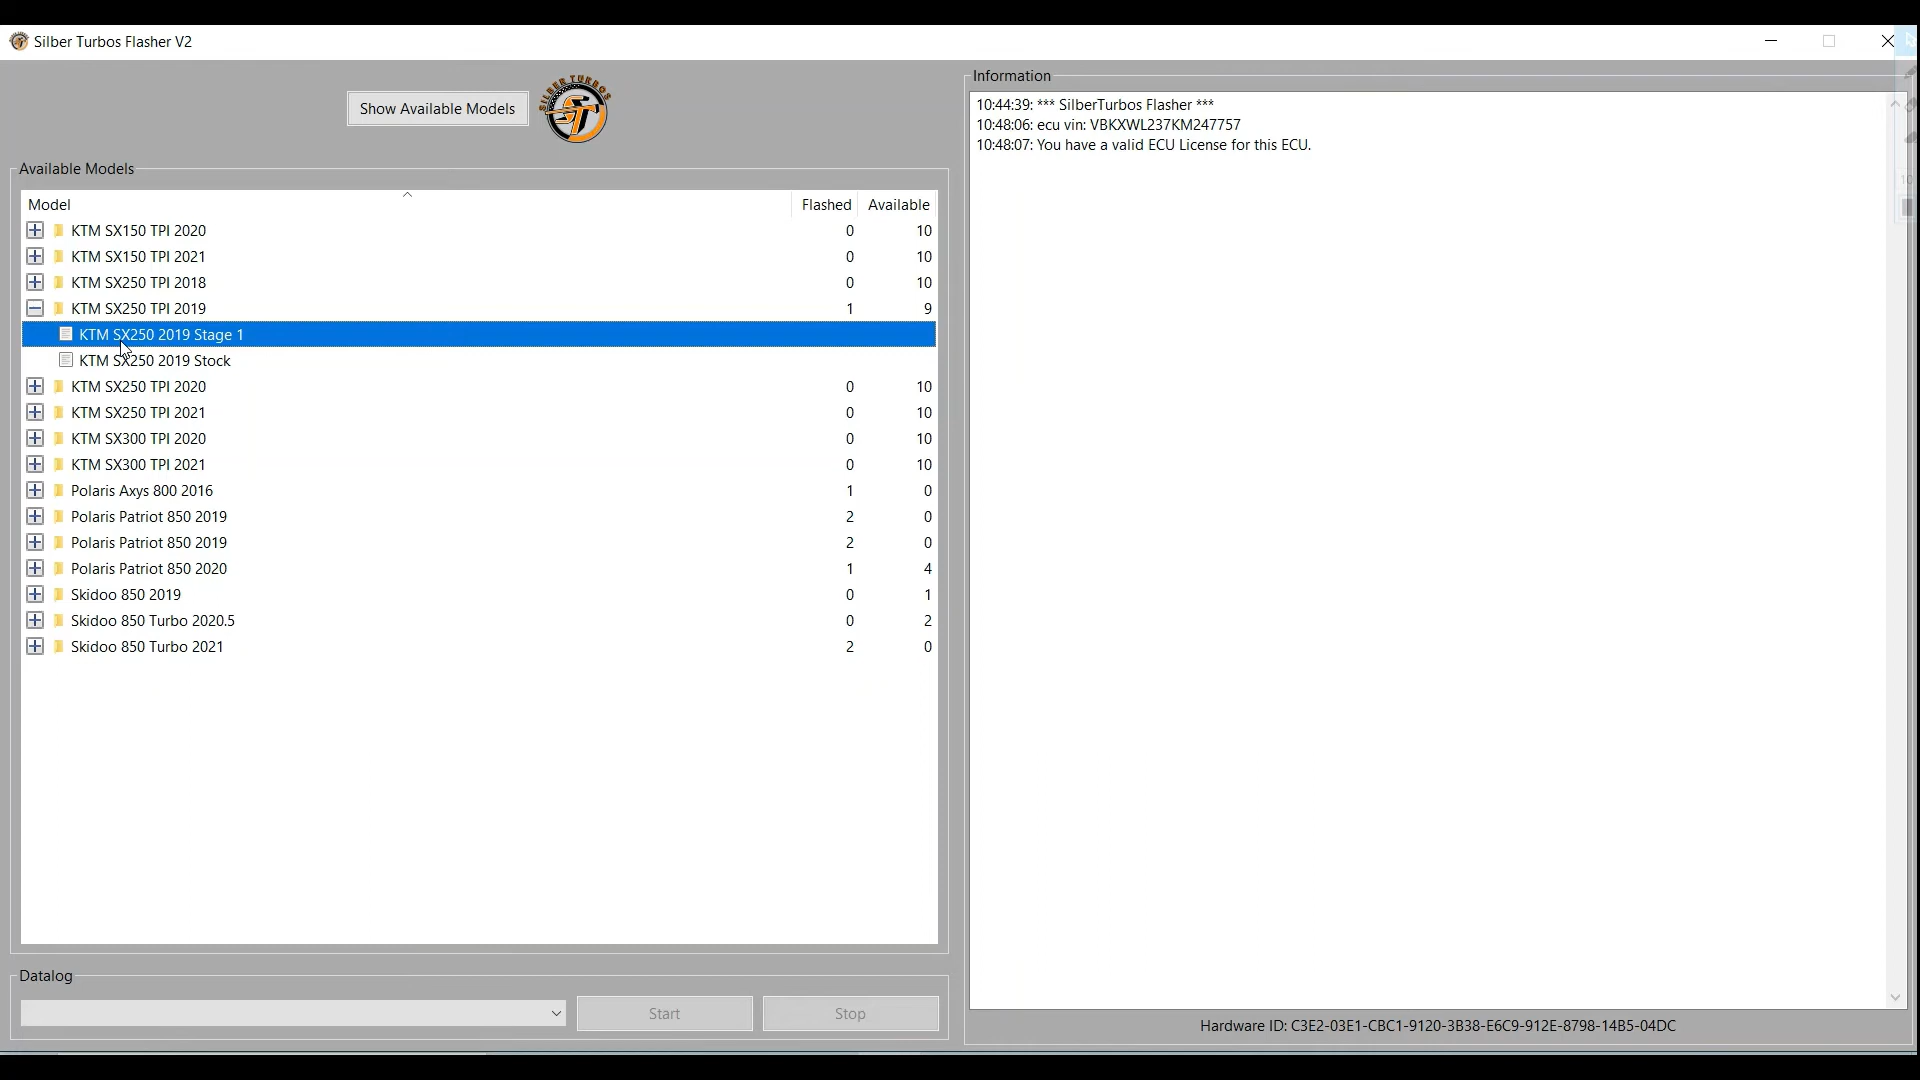 Silber Turbos Flasher V2
Show Available Models
SILBER TURBOS
ST
Available Models
Model Flashed Available
KTM SX150 TPI 2020 0 10
KTM SX150 TPI 2021 0 10
KTM SX250 TPI 2018 0 10
KTM SX250 TPI 2019 1 9
KTM SX250 2019 Stage 1
KTM SX250 2019 Stock
KTM SX250 TPI 2020 0 10
KTM SX250 TPI 2021 0 10
KTM SX300 TPI 2020 0 10
KTM SX300 TPI 2021 0 10
Polaris Axys 800 2016 1 0
Polaris Patriot 850 2019 2 0
Polaris Patriot 850 2019 2 0
Polaris Patriot 850 2020 1 4
Skidoo 850 2019 0 1
Skidoo 850 Turbo 2020.5 0 2
Skidoo 850 Turbo 2021 2 0
Datalog
Start Stop
Information
10:44:39: *** SilberTurbos Flasher ***
10:48:06: ecu vin: VBKXWL237KM247757
10:48:07: You have a valid ECU License for this ECU.
10
Hardware ID: C3E2-03E1-CBC1-9120-3B38-E6C9-912E-8798-14B5-04DC